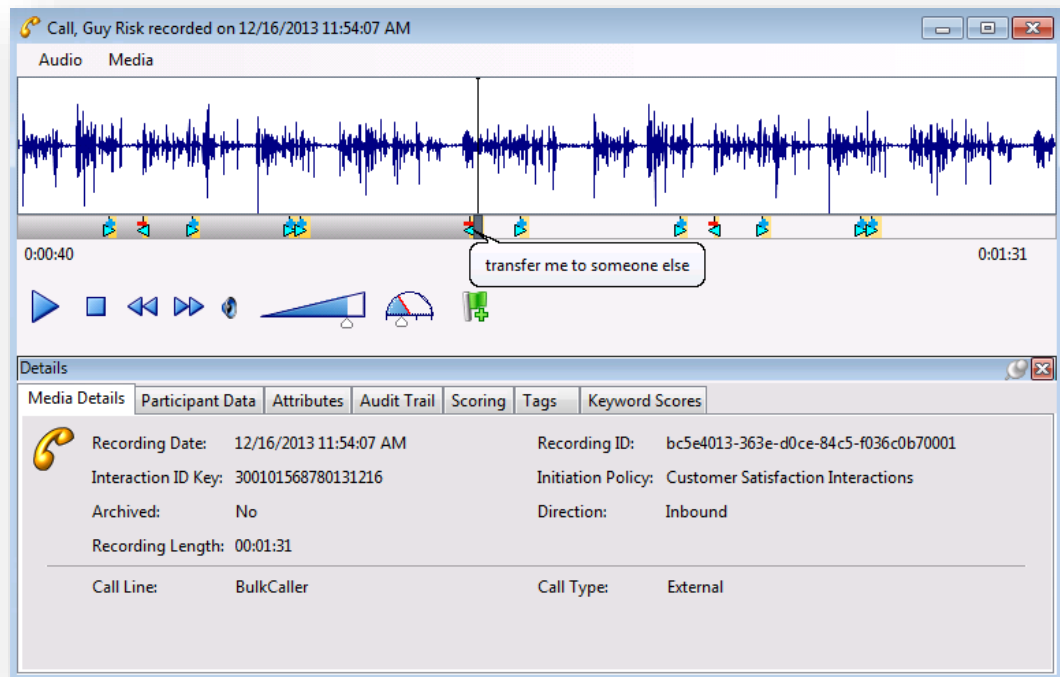 Call, Guy Risk recorded on 12/16/2013 11:54:07 AM
Audio Media
0:00:40 0:01:31
transfer me to someone else
Details
Media Details Participant Data Attributes Audit Trail Scoring Tags Keyword Scores
Recording Date: 12/16/2013 11:54:07 AM Recording ID: bc5e4013-363e-d0ce-84c5-f036c0b70001
Interaction ID Key: 300101568780131216 Initiation Policy: Customer Satisfaction Interactions
Archived: No Direction: Inbound
Recording Length: 00:01:31
Call Line: BulkCaller Call Type: External